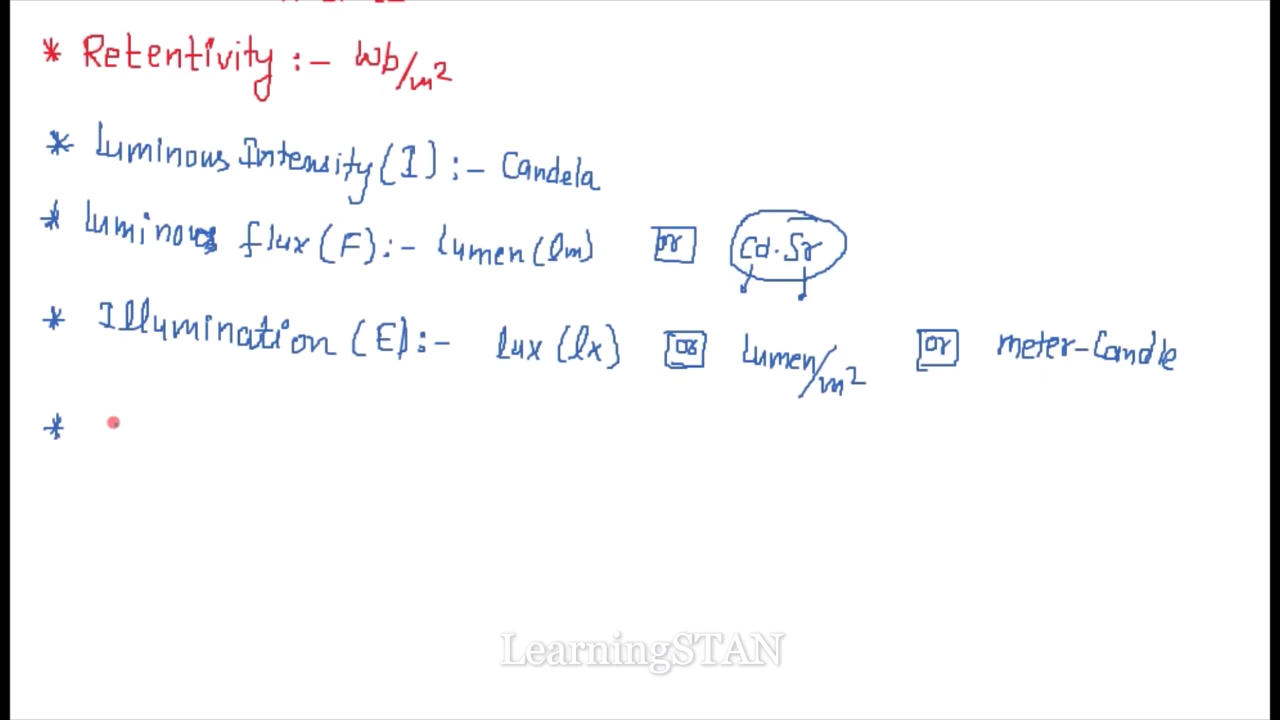 * Retentivity :- Wb/m²
* Luminous Intensity (I) :- Candela
* Luminous flux (F) :- Lumen (lm) or Cd.Sr
* Illumination (E) :- lux (lx) or Lumen/m² or meter-Candle
*
LearningSTAN